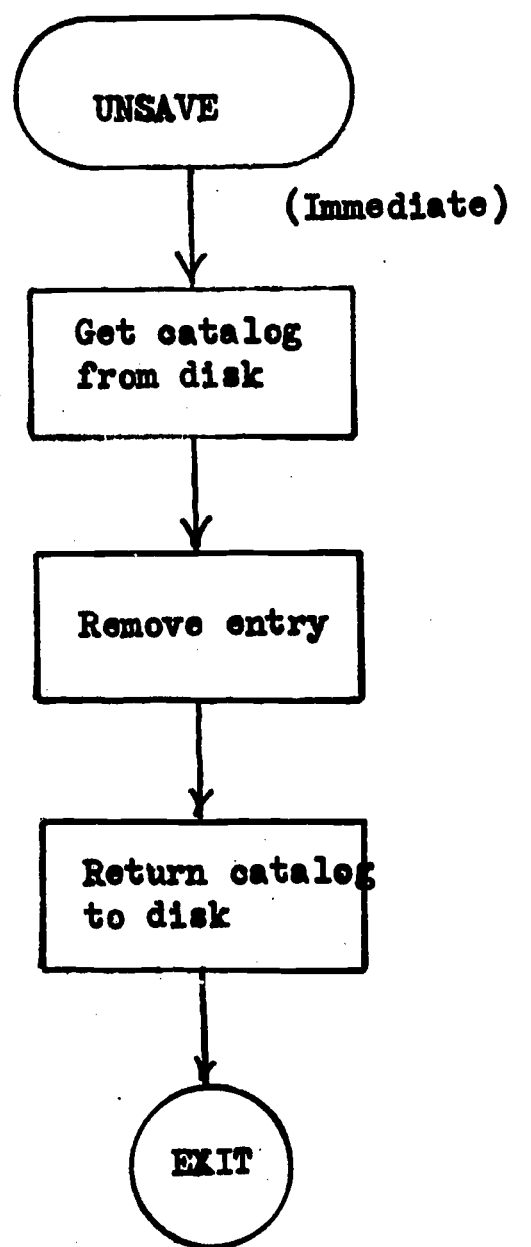 UNSAVE
(Immediate)
Get catalog
from disk
Remove entry
Return catalog
to disk
EXIT